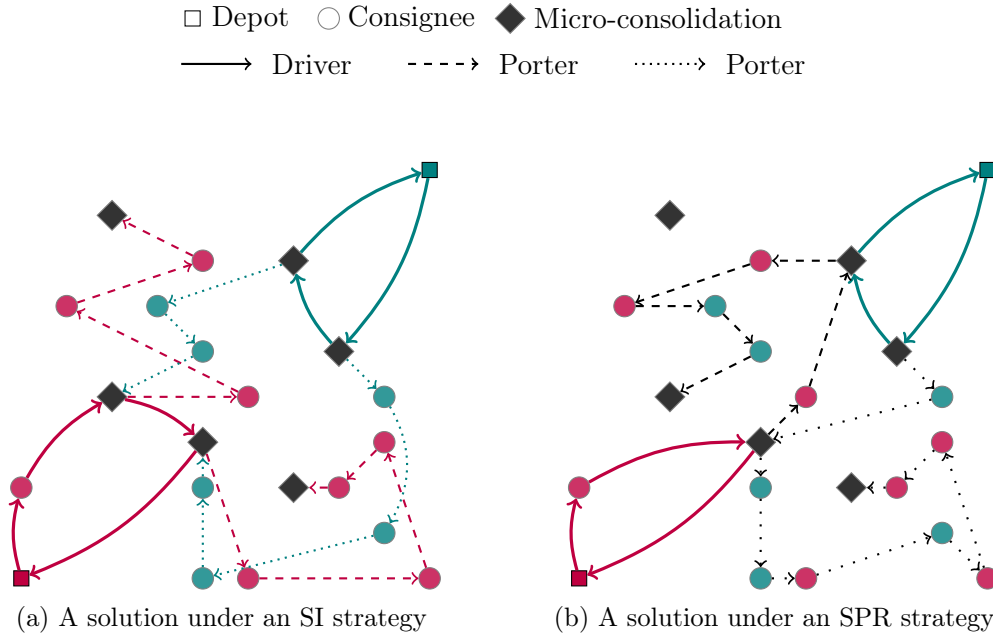 Depot Consignee Micro-consolidation
Driver Porter Porter
(a) A solution under an SI strategy
(b) A solution under an SPR strategy